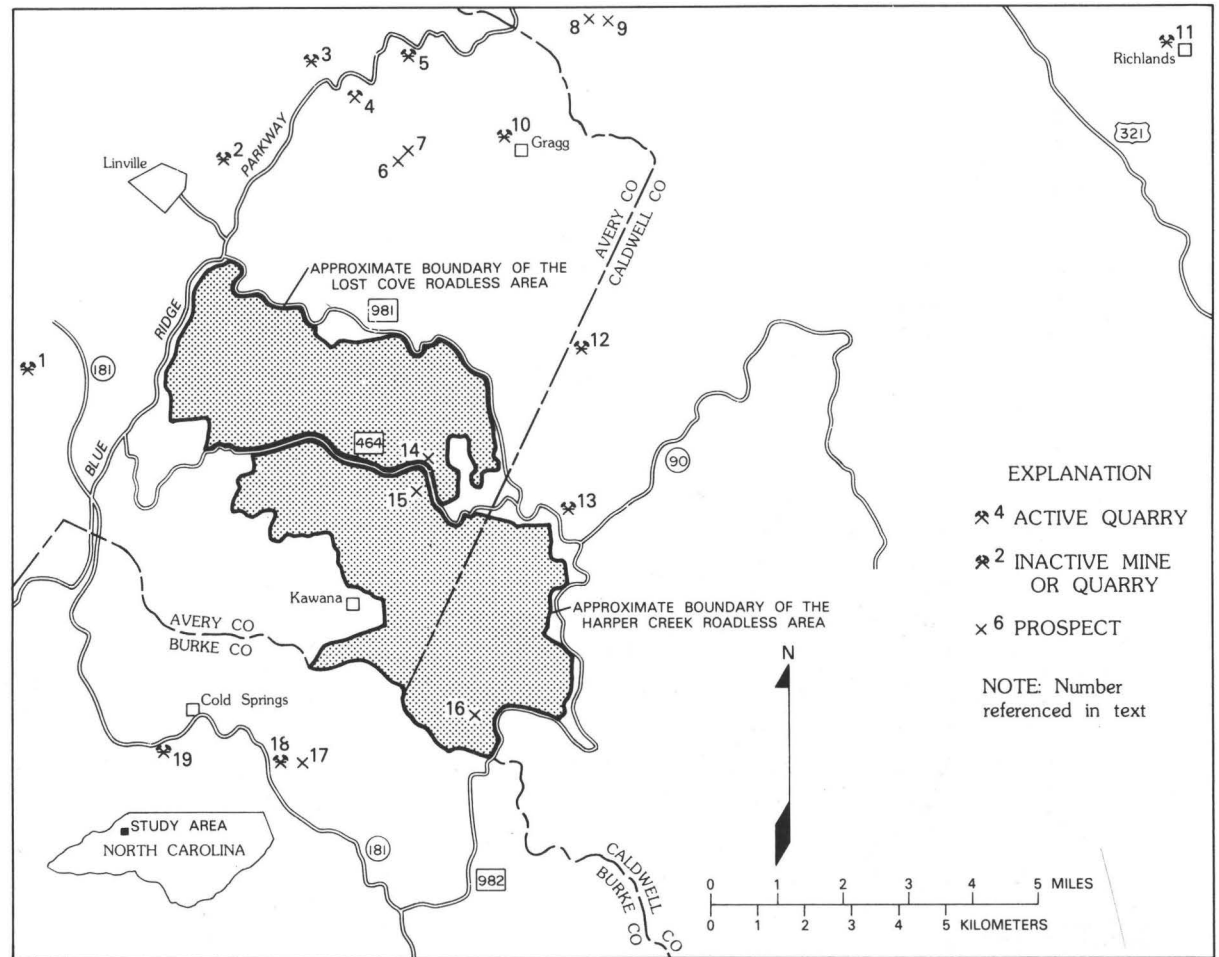 8
9
11
Richlands
3
5
4
321
10
Gragg
2
7
6
Linville
PARKWAY
AVERY CO
CALDWELL CO
APPROXIMATE BOUNDARY OF THE
LOST COVE ROADLESS AREA
981
RIDGE
12
1
181
464
14
BLUE
15
90
13
EXPLANATION
4 ACTIVE QUARRY
2 INACTIVE MINE
OR QUARRY
6 PROSPECT
NOTE: Number
referenced in text
Kawana
APPROXIMATE BOUNDARY OF THE
HARPER CREEK ROADLESS AREA
AVERY CO
BURKE CO
N
Cold Springs
16
19
18
17
STUDY AREA
NORTH CAROLINA
181
982
CALDWELL CO
BURKE CO
0 1 2 3 4 5 MILES
0 1 2 3 4 5 KILOMETERS